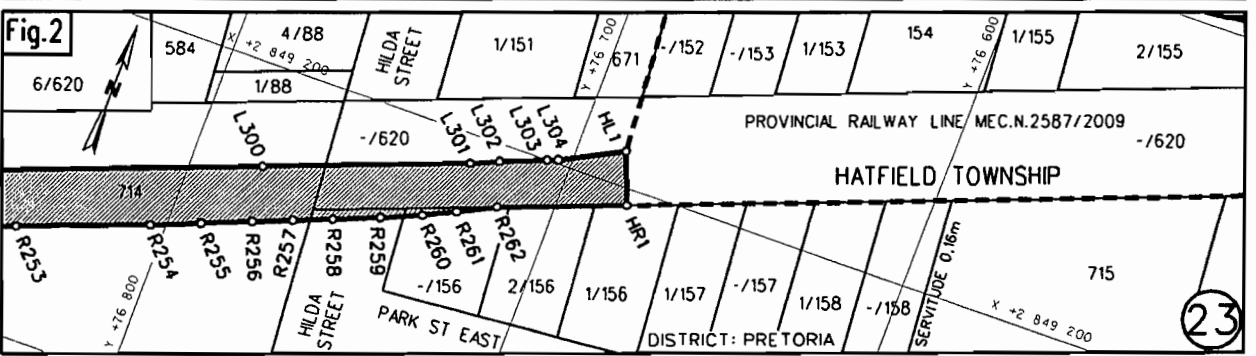 Fig.2
584
4/88
HILDA
STREET
1/151
Y +76 700
671
-/152
-/153
1/153
154
Y +76 600
1/155
2/155
X +2 849 200
6/620
N
1/88
L300
-/620
L301
L302
L303
L304
HL1
PROVINCIAL RAILWAY LINE MEC.N.2587/2009
-/620
HATFIELD TOWNSHIP
714
R253
R254
R255
R256
R257
R258
R259
R260
R261
R262
HR1
Y +76 800
HILDA
STREET
-/156
2/156
1/156
1/157
-/157
1/158
-/158
SERVITUDE 0,16m
715
PARK ST EAST
DISTRICT: PRETORIA
X +2 849 200
23